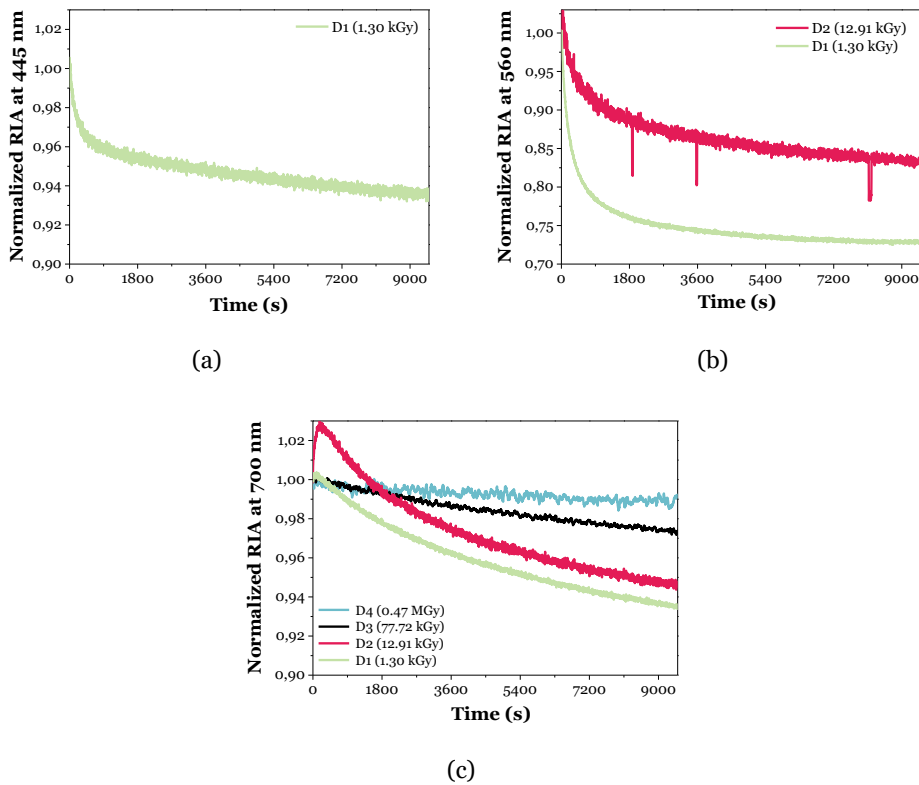 D1 (1.30 kGy)
1,02
1,00
0,98
0,96
0,94
0,92
0,90
Normalized RIA at 445 nm
0 1800 3600 5400 7200 9000
Time (s)
(a)
D2 (12.91 kGy)
D1 (1.30 kGy)
1,00
0,95
0,90
0,85
0,80
0,75
0,70
Normalized RIA at 560 nm
0 1800 3600 5400 7200 9000
Time (s)
(b)
1,02
1,00
0,98
0,96
0,94
0,92
0,90
Normalized RIA at 700 nm
D4 (0.47 MGy)
D3 (77.72 kGy)
D2 (12.91 kGy)
D1 (1.30 kGy)
0 1800 3600 5400 7200 9000
Time (s)
(c)